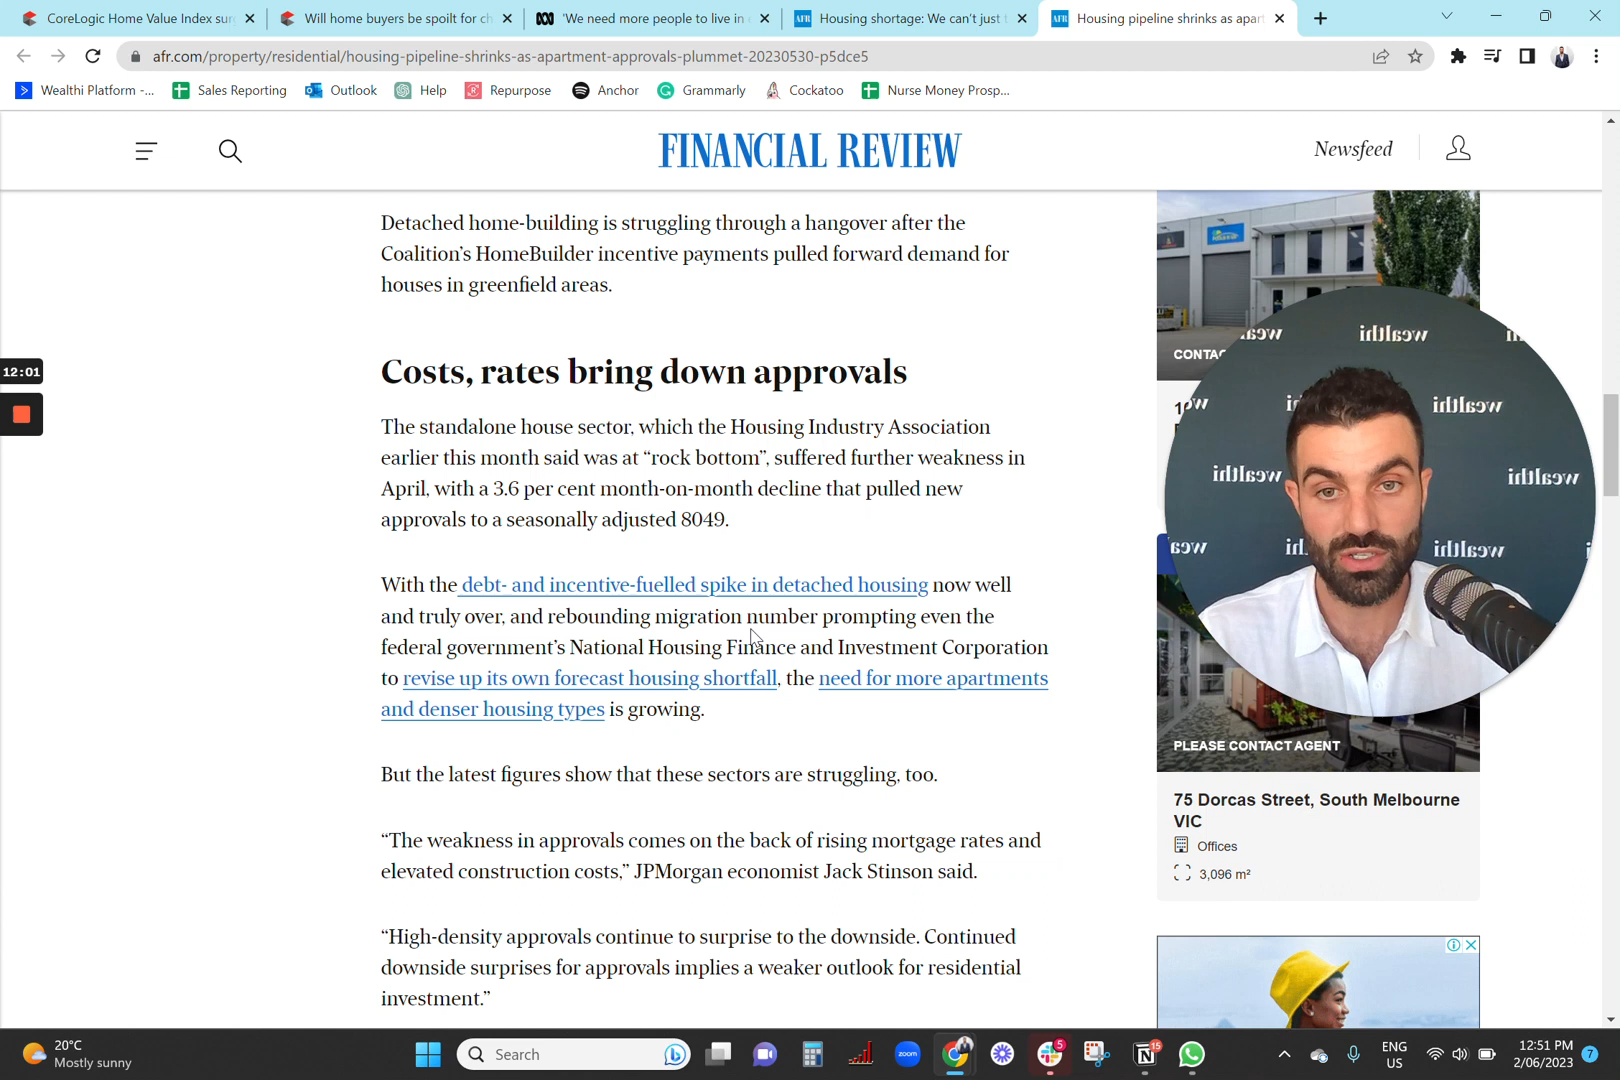 CoreLogic Home Value Index sur
Will home buyers be spoilt for ch
'We need more people to live in
Housing shortage: We can't just t
Housing pipeline shrinks as apart
afr.com/property/residential/housing-pipeline-shrinks-as-apartment-approvals-plummet-20230530-p5dce5
Wealthi Platform -...
Sales Reporting
Outlook
Help
Repurpose
Anchor
Grammarly
Cockatoo
Nurse Money Prosp...
FINANCIAL REVIEW
Newsfeed
Detached home-building is struggling through a hangover after the
Coalition’s HomeBuilder incentive payments pulled forward demand for
houses in greenfield areas.
12:01
Costs, rates bring down approvals
The standalone house sector, which the Housing Industry Association
earlier this month said was at “rock bottom”, suffered further weakness in
April, with a 3.6 per cent month-on-month decline that pulled new
approvals to a seasonally adjusted 8049.
With the debt- and incentive-fuelled spike in detached housing now well
and truly over, and rebounding migration number prompting even the
federal government’s National Housing Finance and Investment Corporation
to revise up its own forecast housing shortfall, the need for more apartments
and denser housing types is growing.
But the latest figures show that these sectors are struggling, too.
“The weakness in approvals comes on the back of rising mortgage rates and
elevated construction costs,” JPMorgan economist Jack Stinson said.
“High-density approvals continue to surprise to the downside. Continued
downside surprises for approvals implies a weaker outlook for residential
investment.”
wealthi
wealthi
wealthi
wealthi
wealthi
PLEASE CONTACT AGENT
75 Dorcas Street, South Melbourne
VIC
Offices
3,096 m²
20°C
Mostly sunny
Search
zoom
5
15
ENG
US
12:51 PM
2/06/2023
7